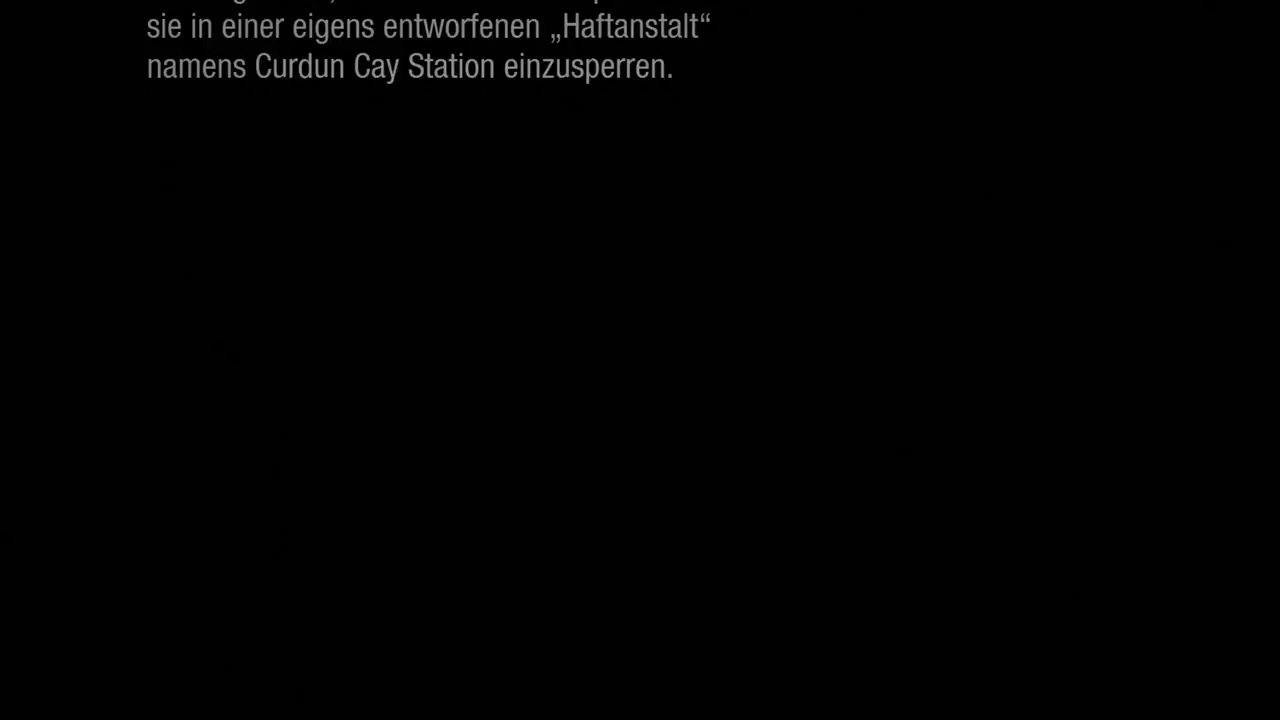 sie in einer eigens entworfenen „Haftanstalt“
namens Curdun Cay Station einzusperren.